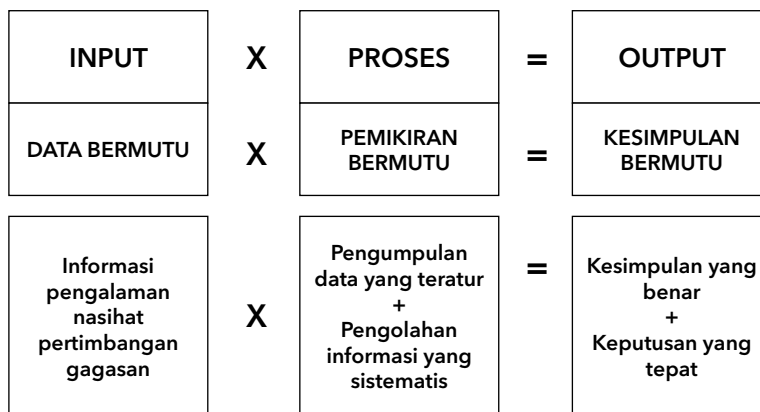 INPUT X PROSES = OUTPUT
DATA BERMUTU X PEMIKIRAN BERMUTU = KESIMPULAN BERMUTU
Informasi
pengalaman
nasihat
pertimbangan
gagasan
X
Pengumpulan
data yang teratur
+
Pengolahan
informasi yang
sistematis
=
Kesimpulan yang
benar
+
Keputusan yang
tepat